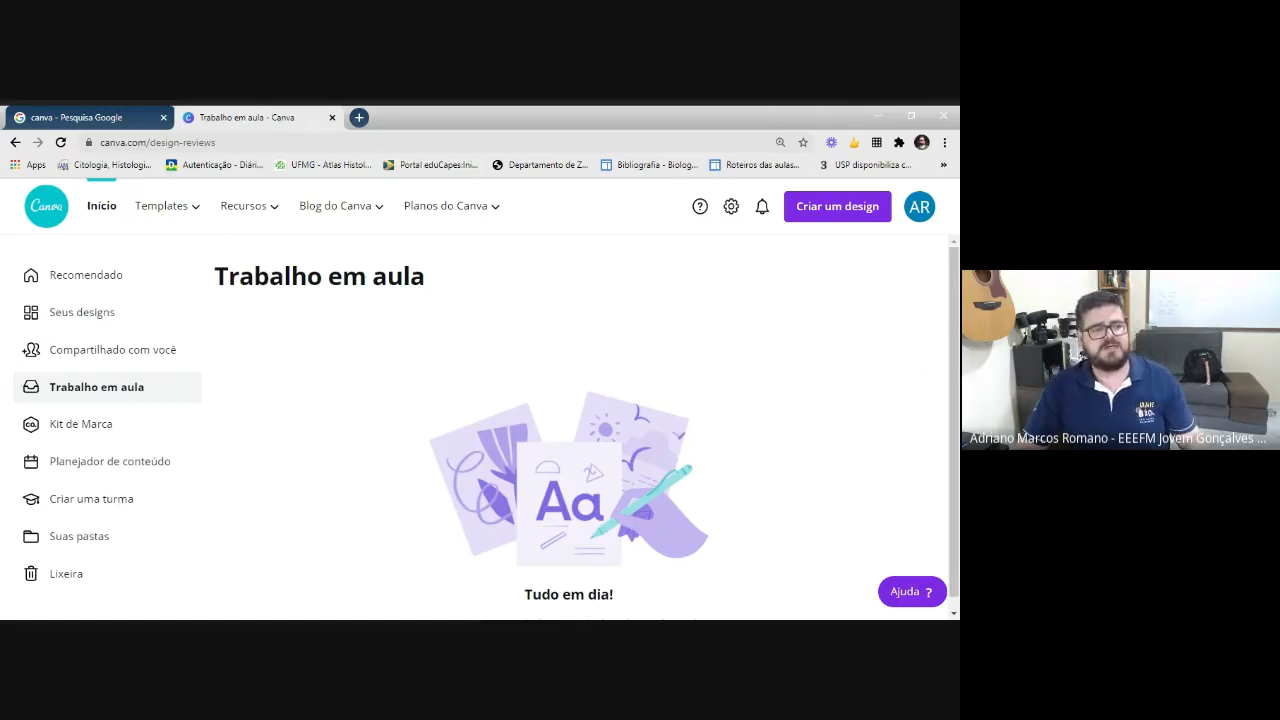 canva - Pesquisa Google
Trabalho em aula - Canva
canva.com/design-reviews
Apps
Citologia, Histologi...
Autenticação - Diári...
UFMG - Atlas Histol...
Portal eduCapes:Ini...
Departamento de Z...
Bibliografia - Biolog...
Roteiros das aulas...
3 USP disponibiliza c...
»
Canva
Início
Templates
Recursos
Blog do Canva
Planos do Canva
Criar um design
AR
Recomendado
Seus designs
Compartilhado com você
Trabalho em aula
CO.
Kit de Marca
Planejador de conteúdo
Criar uma turma
Suas pastas
Lixeira
Trabalho em aula
Aa
Tudo em dia!
Ajuda ?
Adriano Marcos Romano - EEEFM Jovem Gonçalves ...